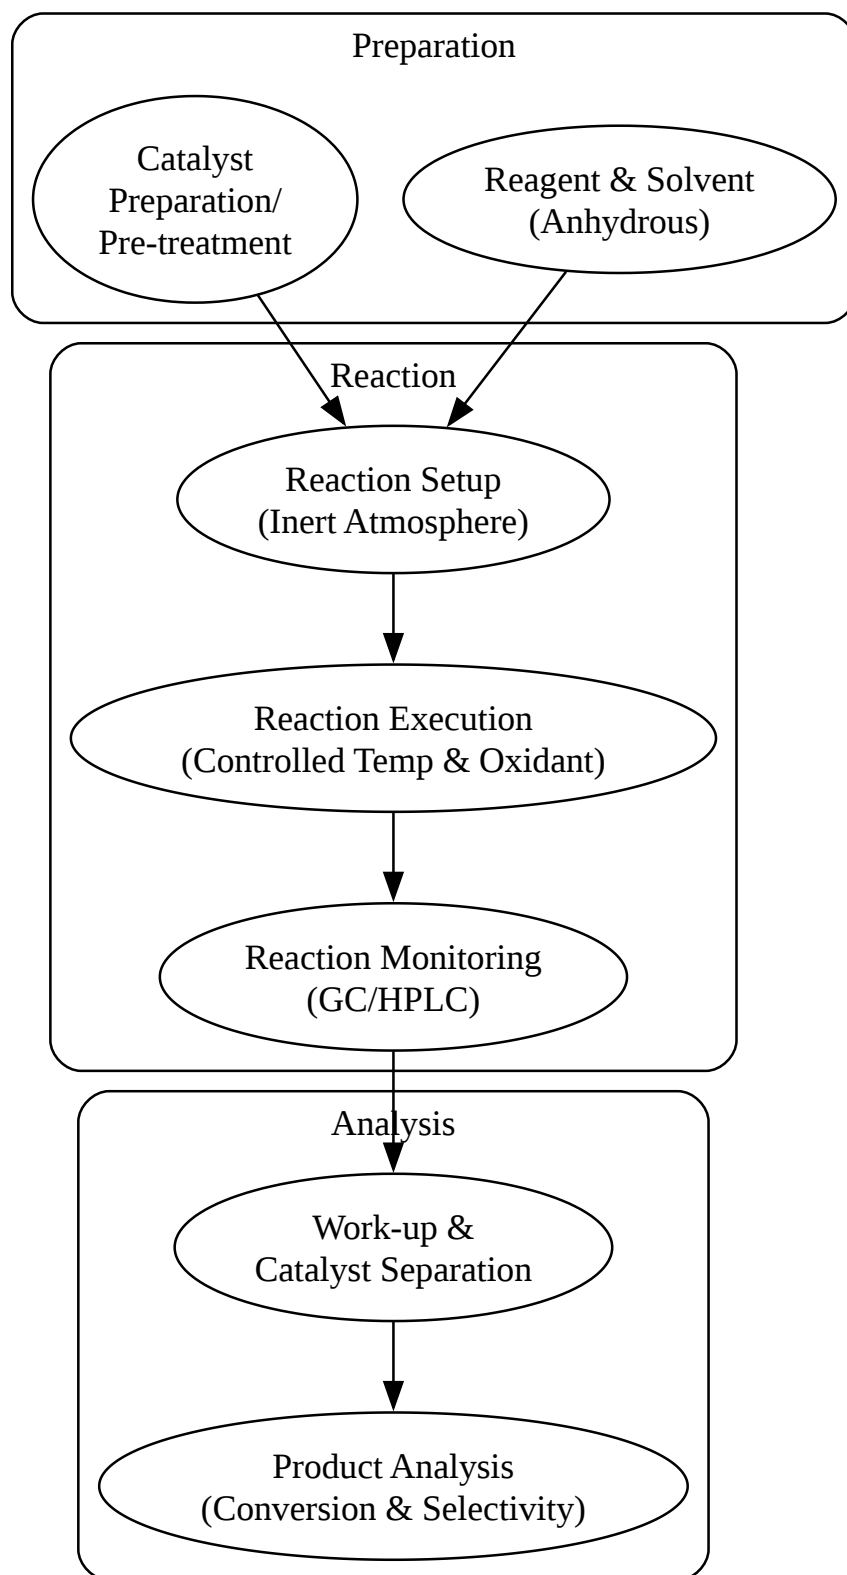 Preparation
Catalyst
Preparation/
Pre-treatment
Reagent & Solvent
(Anhydrous)
Reaction
Reaction Setup
(Inert Atmosphere)
Reaction Execution
(Controlled Temp & Oxidant)
Reaction Monitoring
(GC/HPLC)
Analysis
Work-up &
Catalyst Separation
Product Analysis
(Conversion & Selectivity)